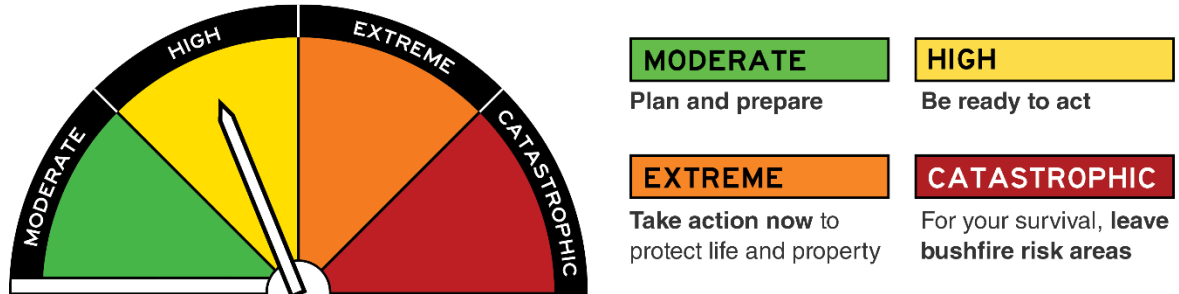 MODERATE
HIGH
EXTREME
CATASTROPHIC
MODERATE
Plan and prepare
HIGH
Be ready to act
EXTREME
Take action now to
protect life and property
CATASTROPHIC
For your survival, leave
bushfire risk areas